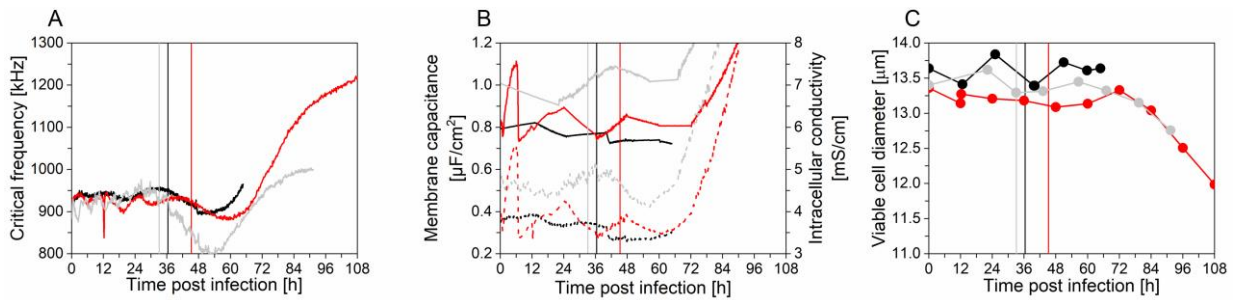 A
Critical frequency [kHz]
1300
1200
1100
1000
900
800
0 12 24 36 48 60 72 84 96 108
Time post infection [h]
B
Membrane capacitance
[µF/cm²]
1.2
1.0
0.8
0.6
0.4
0.2
0 12 24 36 48 60 72 84 96 108
Time post infection [h]
8
7
6
5
4
3
Intracellular conductivity
[mS/cm]
C
Viable cell diameter [µm]
14.0
13.5
13.0
12.5
12.0
11.5
11.0
0 12 24 36 48 60 72 84 96 108
Time post infection [h]